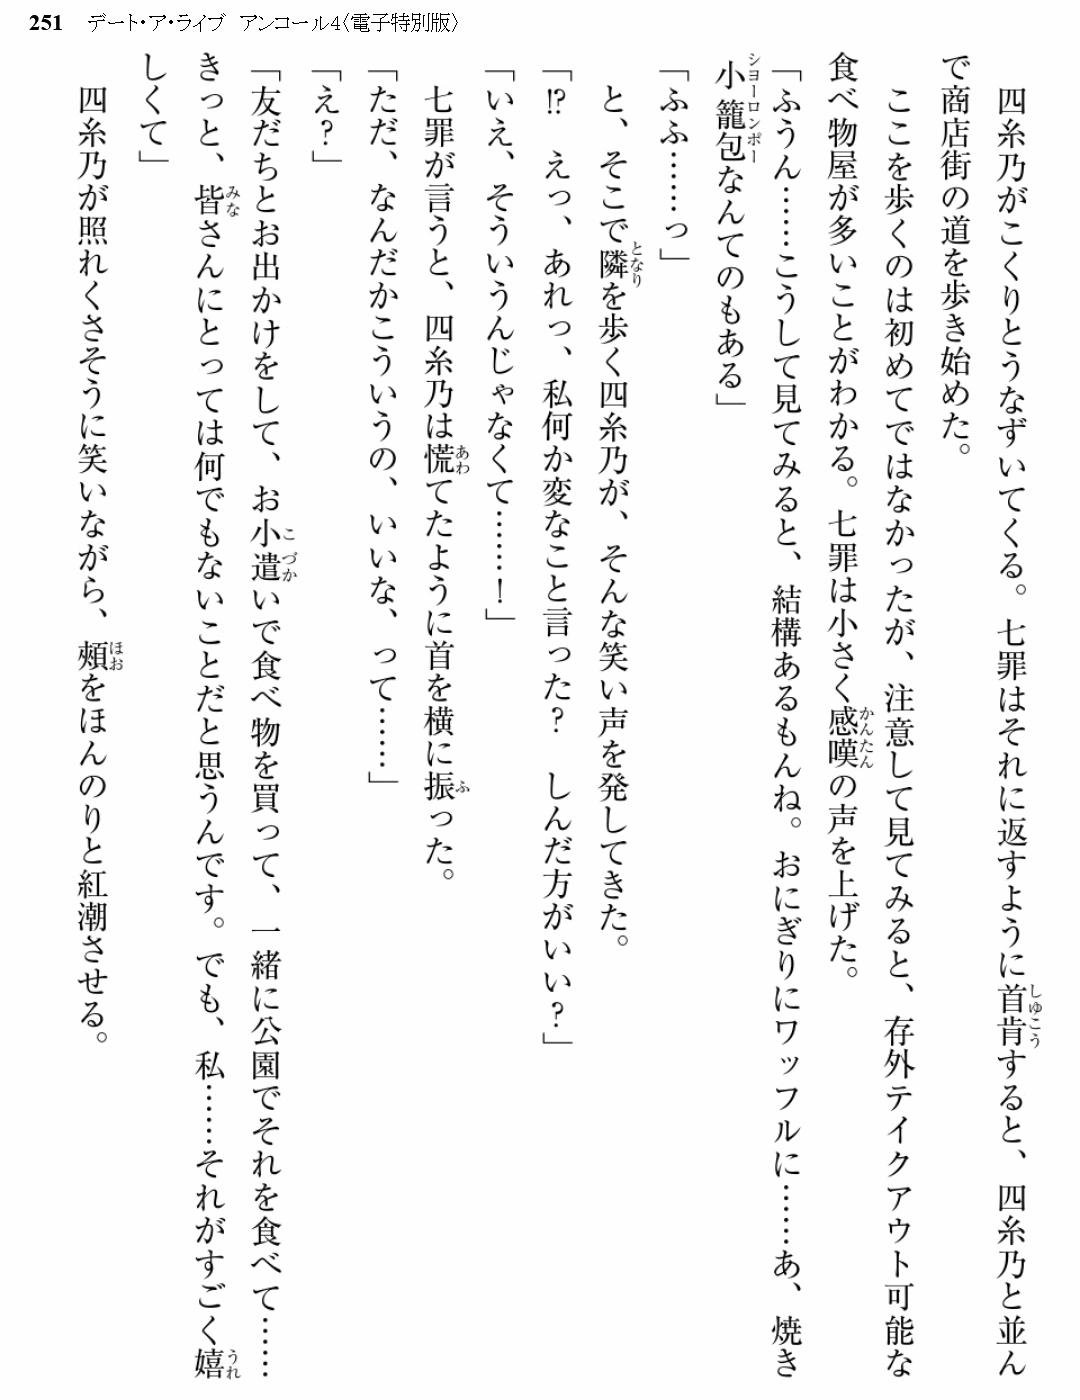 251 デート・ア・ライブ アンコール4〈電子特別版〉
　四糸乃がこくりとうなずいてくる。七罪はそれに返すように首肯すると、四糸乃と並ん
で商店街の道を歩き始めた。
　ここを歩くのは初めてではなかったが、注意して見てみると、存外テイクアウト可能な
食べ物屋が多いことがわかる。七罪は小さく感嘆の声を上げた。
「ふうん……こうして見てみると、結構あるもんね。おにぎりにワッフルに……あ、焼き
小籠包なんてのもある」
「ふふ……っ」
　と、そこで隣を歩く四糸乃が、そんな笑い声を発してきた。
「⁉　えっ、あれっ、私何か変なこと言った？　しんだ方がいい？」
「いえ、そういうんじゃなくて……！」
　七罪が言うと、四糸乃は慌てたように首を横に振った。
「ただ、なんだかこういうの、いいな、って……」
「え？」
「友だちとお出かけをして、お小遣いで食べ物を買って、一緒に公園でそれを食べて……
きっと、皆さんにとっては何でもないことだと思うんです。でも、私……それがすごく嬉
しくて」
　四糸乃が照れくさそうに笑いながら、頰をほんのりと紅潮させる。